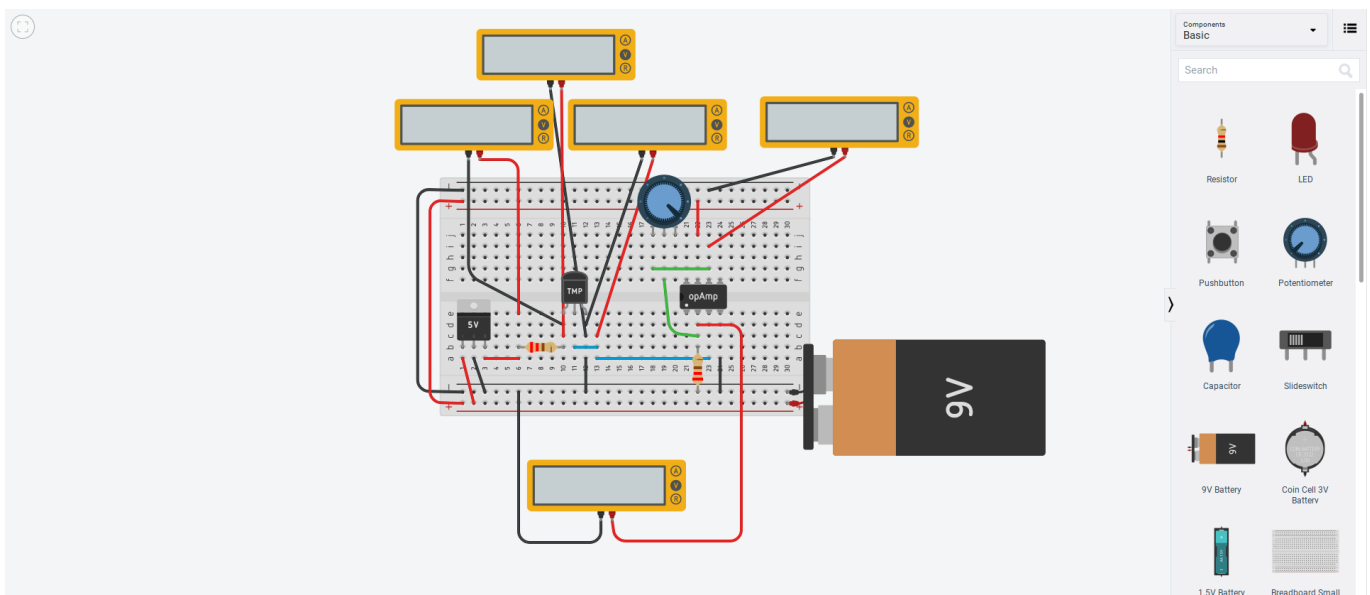 Components
Basic
Search
Resistor
LED
Pushbutton
Potentiometer
Capacitor
Slideswitch
9V Battery
Coin Cell 3V
Battery
1.5V Battery
Breadboard Small
A
V
R
A
V
R
A
V
R
A
V
R
TMP
opAmp
5V
9V
9V
A
V
R